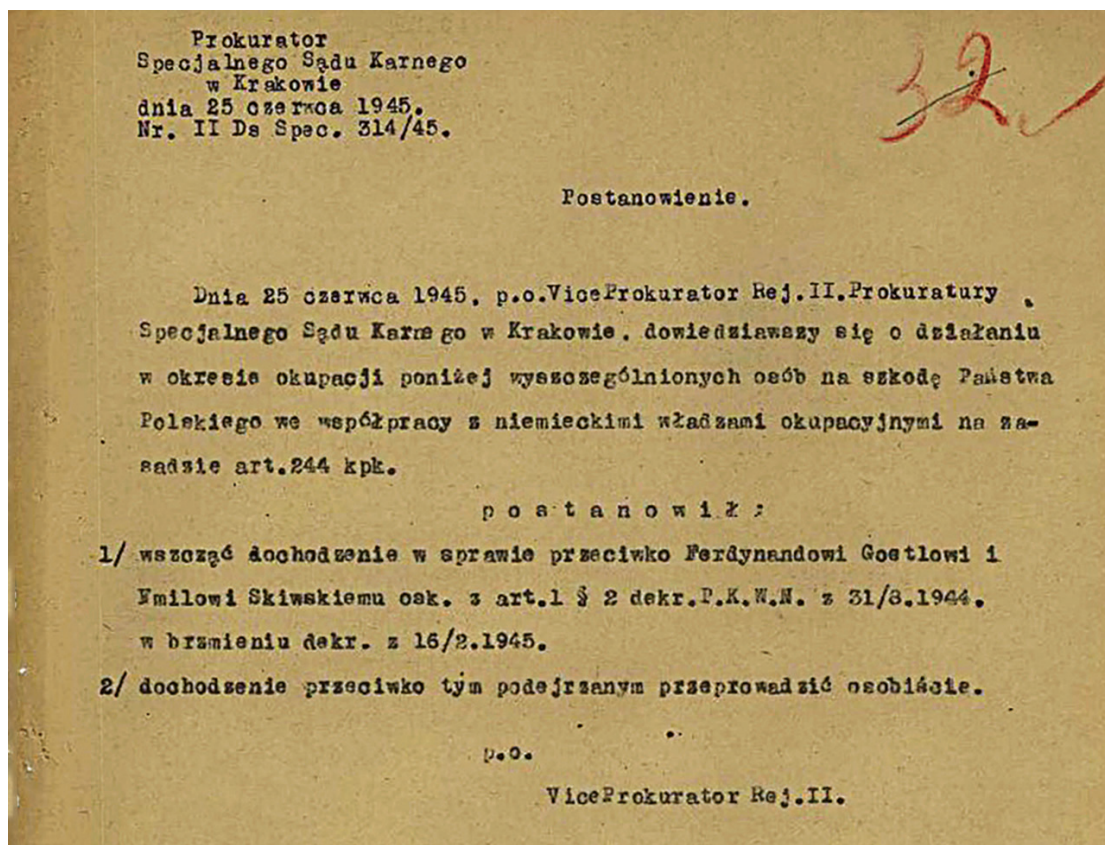 Prokurator
Specjalnego Sądu Karnego
w Krakowie
dnia 25 czerwca 1945.
Nr. II Ds Spec. 314/45.
32
Postanowienie.
Dnia 25 czerwca 1945. p.o.ViceProkurator Rej.II.Prokuratury
Specjalnego Sądu Karnego w Krakowie. dowiedziawszy się o działaniu
w okresie okupacji poniżej wyszczególnionych osób na szkodę Państwa
Polskiego we współpracy z niemieckimi władzami okupacyjnymi na za-
sadzie art.244 kpk.
p o s t a n o w i ł :
1/ wszcząć dochodzenie w sprawie przeciwko Ferdynandowi Goetlowi i
Emilowi Skiwskiemu osk. z art.1 § 2 dekr.P.K.W.N. z 31/8.1944.
w brzmieniu dekr. z 16/2.1945.
2/ dochodzenie przeciwko tym podejrzanym przeprowadzić osobiście.
p.o.
ViceProkurator Rej.II.